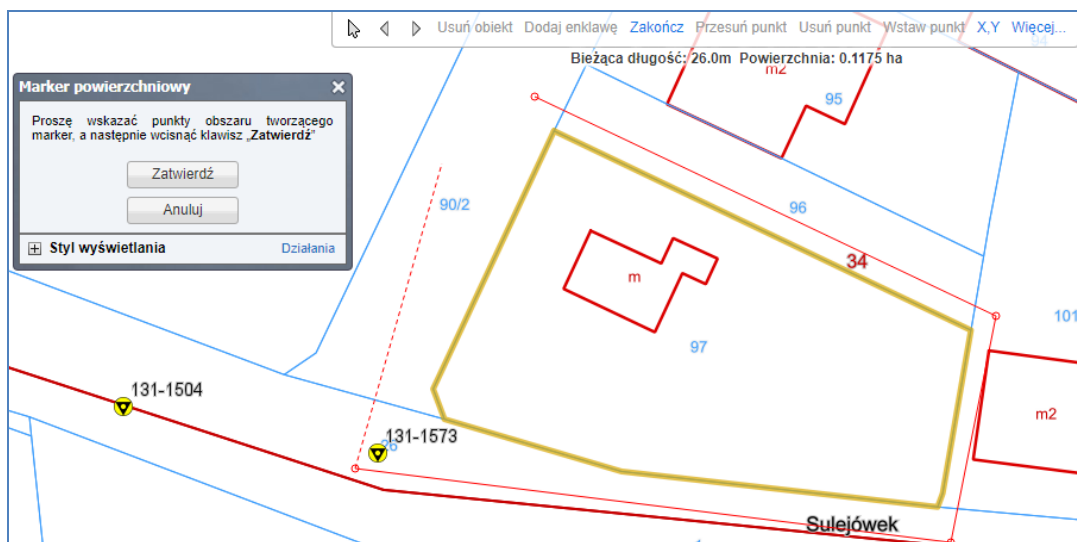 Usuń obiekt Dodaj enklawę Zakończ Przesuń punkt Usuń punkt Wstaw punkt X,Y Więcej...
94
Bieżąca długość: 26.0m Powierzchnia: 0.1175 ha
m2
95
Marker powierzchniowy
Proszę wskazać punkty obszaru tworzącego
marker, a następnie wcisnąć klawisz „Zatwierdź"
Zatwierdź
Anuluj
Styl wyświetlania Działania
90/2
96
34
m
101
97
131-1504
m2
131-1573
26
Sulejówek